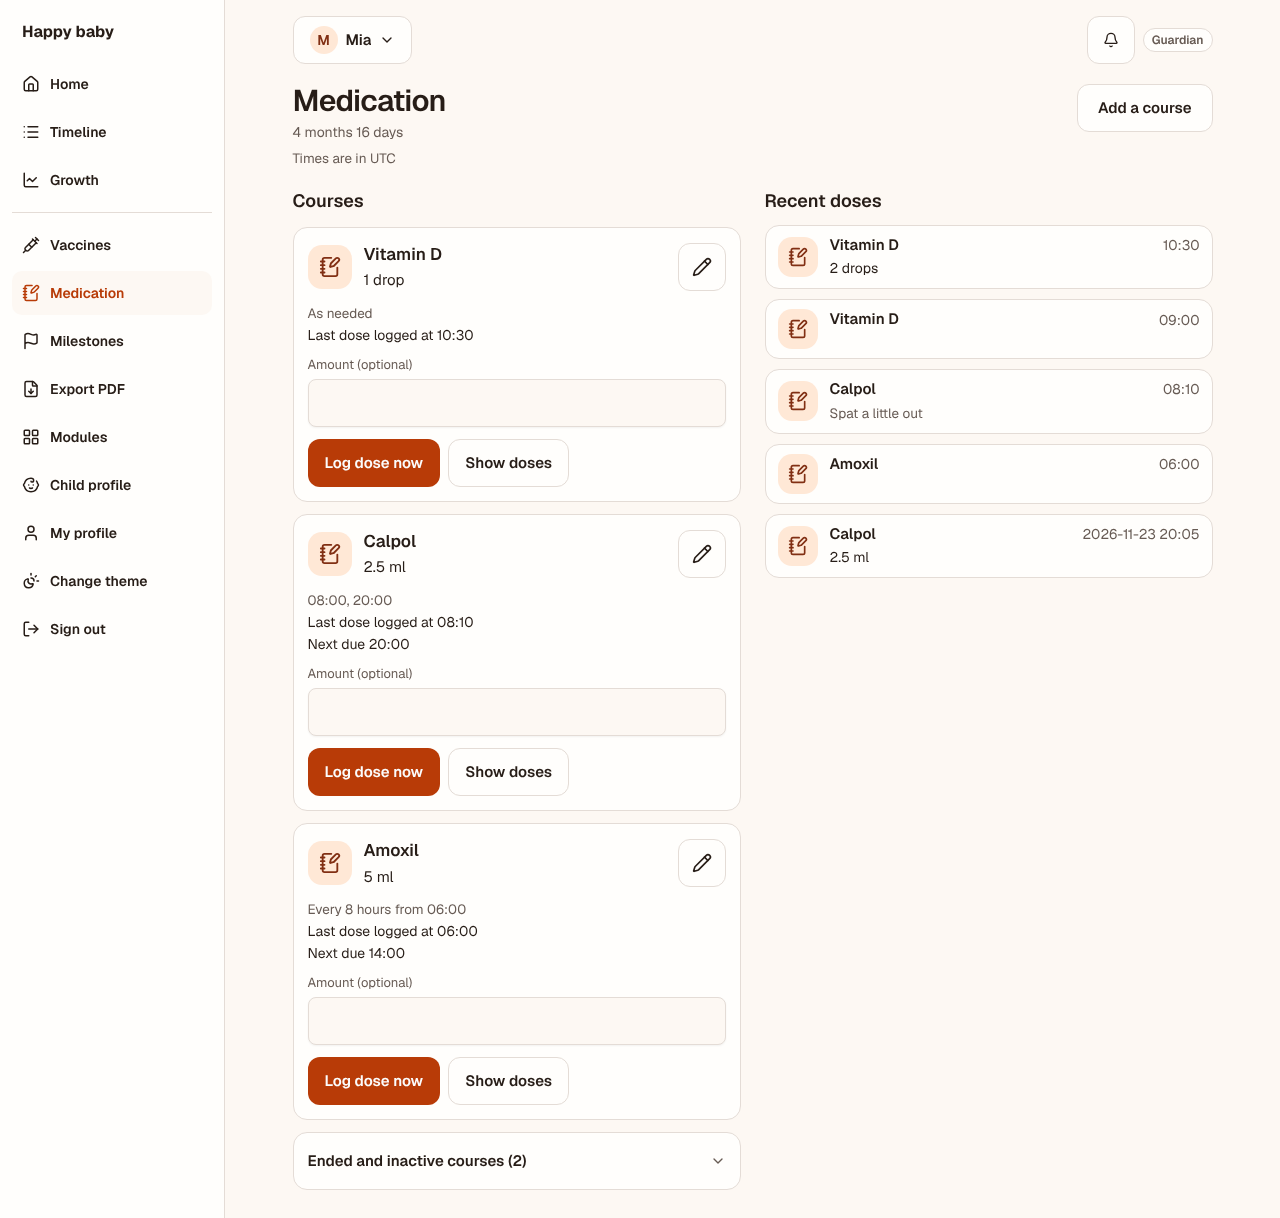 Happy baby
Home
Timeline
Growth
Vaccines
Medication
Milestones
Export PDF
Modules
Child profile
My profile
Change theme
Sign out
M Mia
Guardian
Medication
4 months 16 days
Times are in UTC
Add a course
Courses
Vitamin D
1 drop
As needed
Last dose logged at 10:30
Amount (optional)
Log dose now
Show doses
Calpol
2.5 ml
08:00, 20:00
Last dose logged at 08:10
Next due 20:00
Amount (optional)
Log dose now
Show doses
Amoxil
5 ml
Every 8 hours from 06:00
Last dose logged at 06:00
Next due 14:00
Amount (optional)
Log dose now
Show doses
Ended and inactive courses (2)
Recent doses
Vitamin D 10:30
2 drops
Vitamin D 09:00
Calpol 08:10
Spat a little out
Amoxil 06:00
Calpol 2026-11-23 20:05
2.5 ml